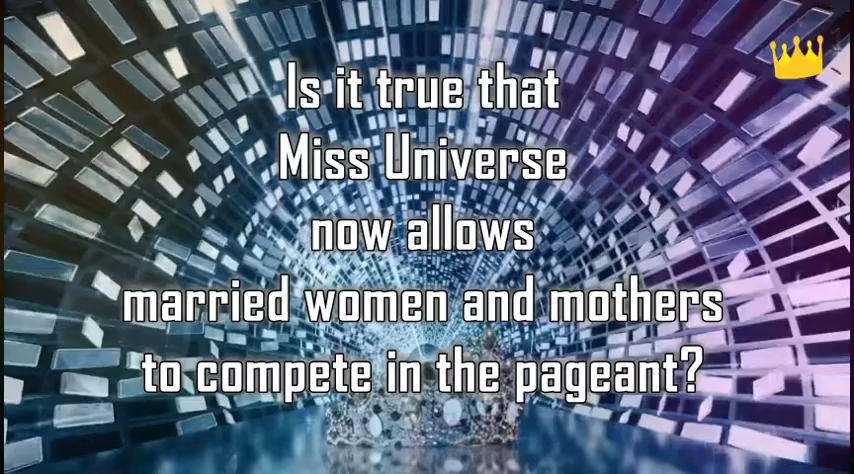 Is it true that
Miss Universe
now allows
married women and mothers
to compete in the pageant?